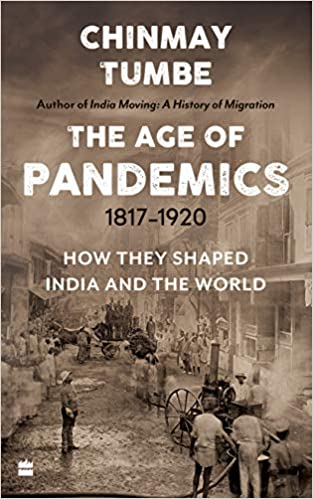 CHINMAY
TUMBE
Author of India Moving: A History of Migration
THE AGE OF
PANDEMICS
1817–1920
HOW THEY SHAPED
INDIA AND THE WORLD